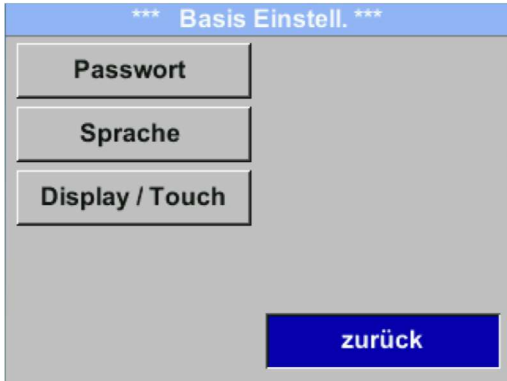 *** Basis Einstell. ***
Passwort
Sprache
Display / Touch
zurück